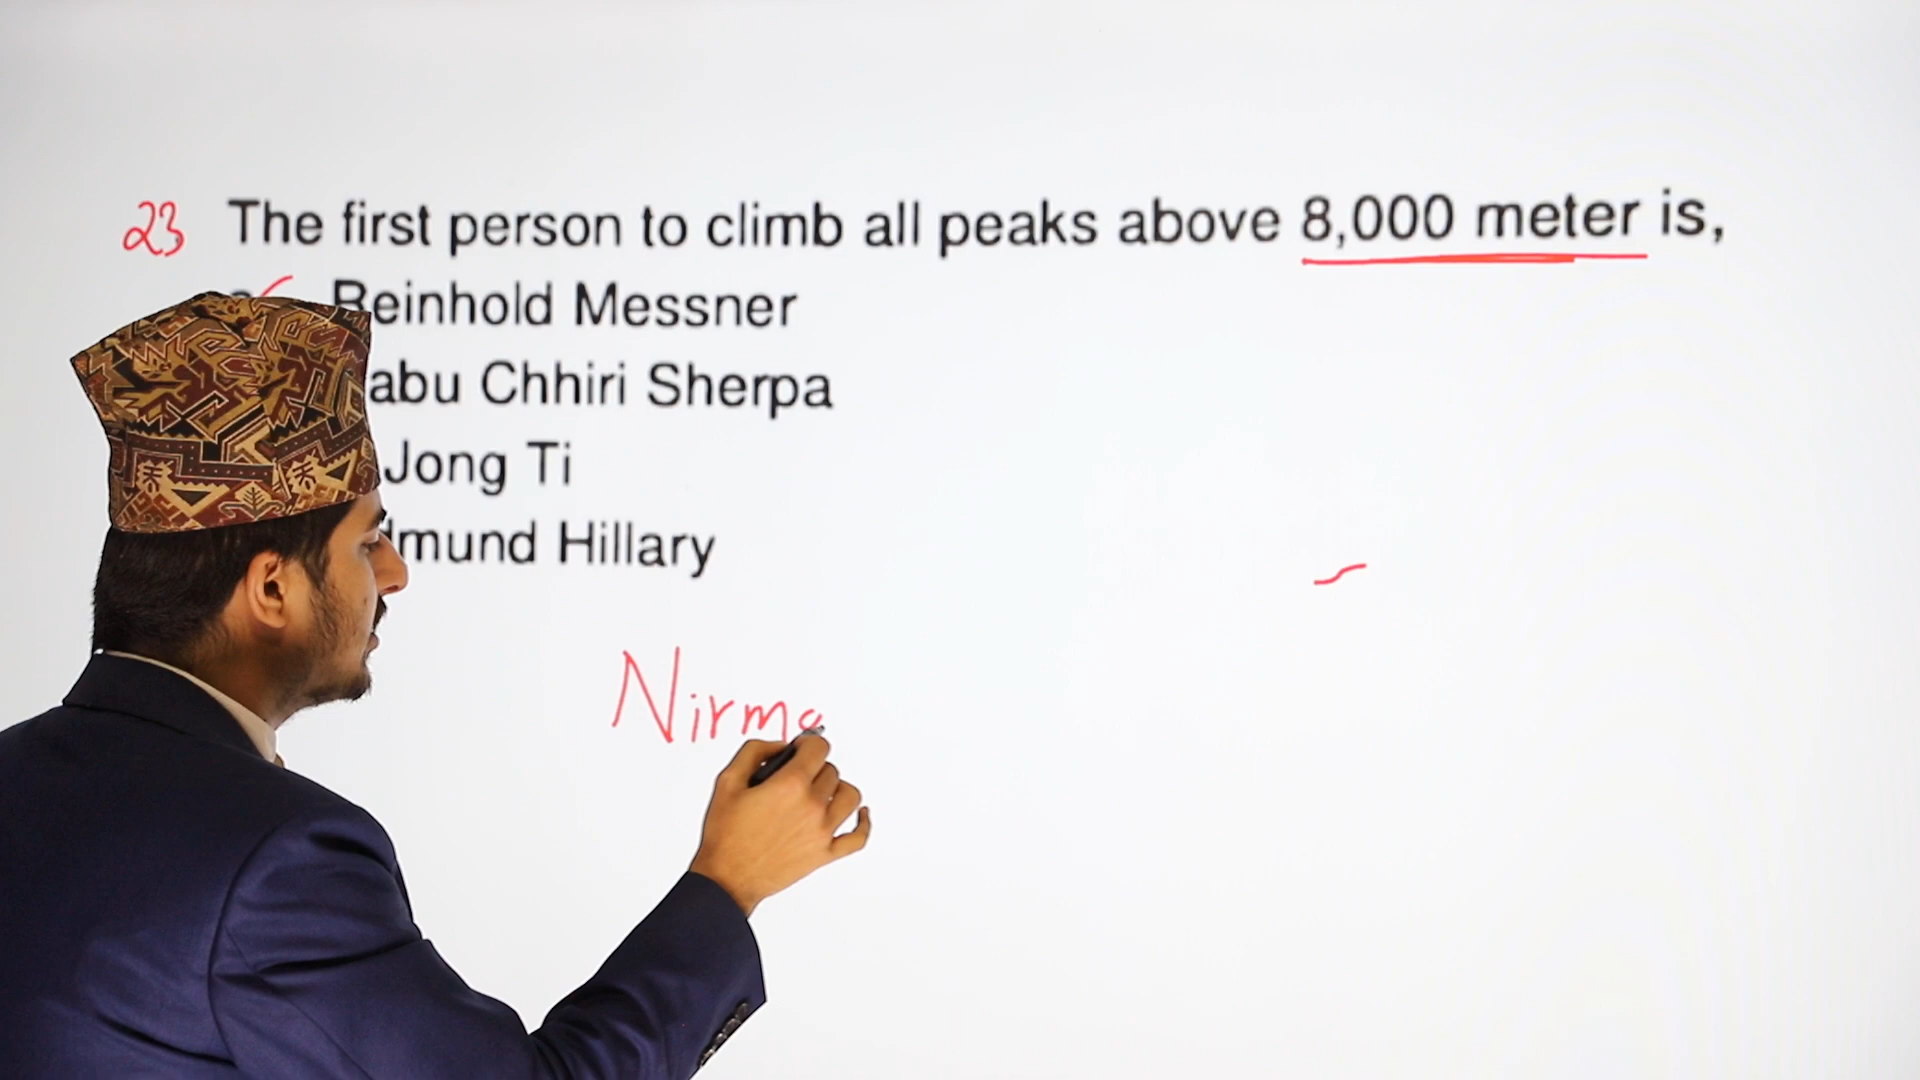 23 The first person to climb all peaks above 8,000 meter is,
Reinhold Messner
abu Chhiri Sherpa
Jong Ti
dmund Hillary
Nirma